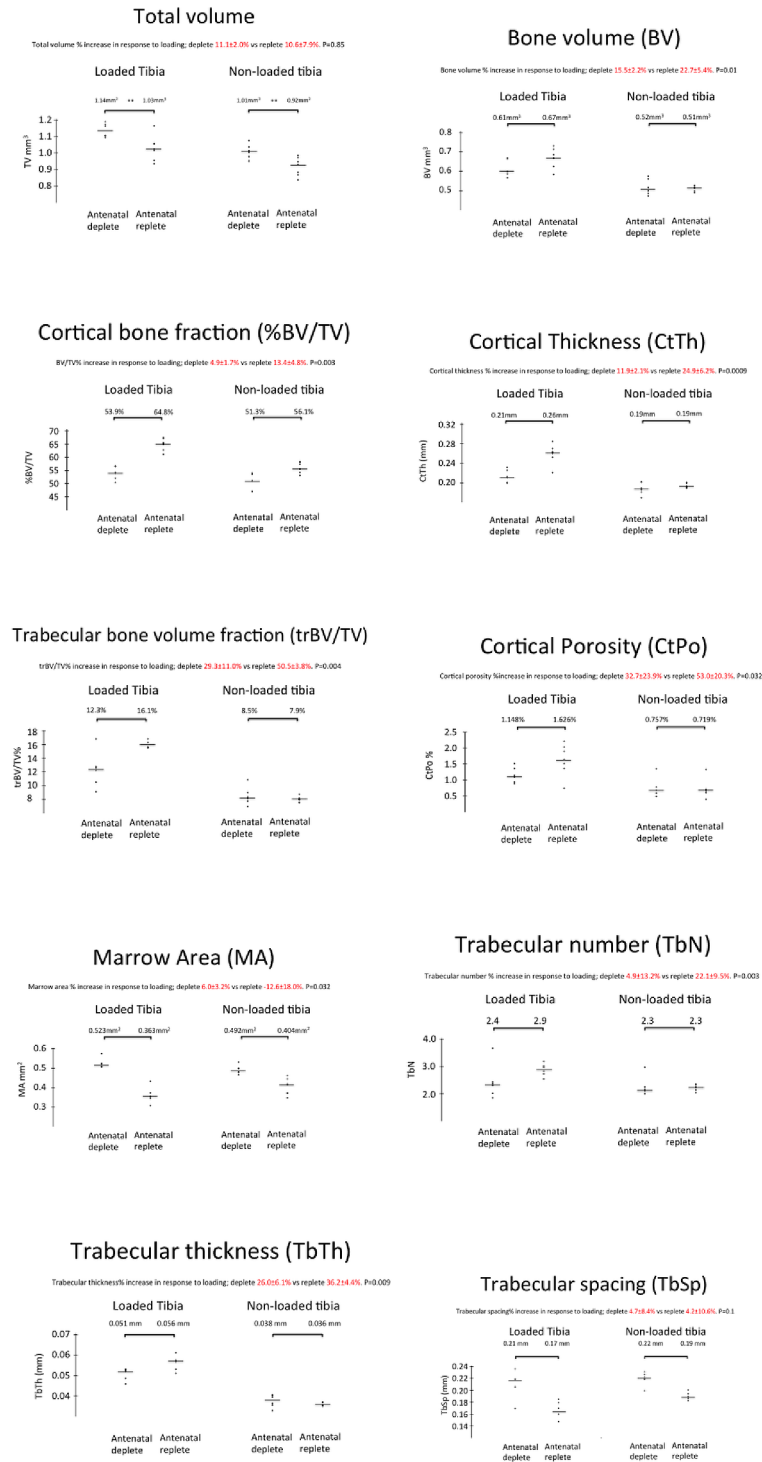 Total volume
Total volume % increase in response to loading; deplete 11.1±2.0% vs replete 10.6±7.9%. P=0.85
Loaded Tibia Non-loaded tibia
1.14mm³ ** 1.03mm³ 1.01mm³ ** 0.92mm³
TV mm³
1.2
1.1
1.0
0.9
0.8
Antenatal Antenatal Antenatal Antenatal
deplete replete deplete replete
Bone volume (BV)
Bone volume % increase in response to loading; deplete 15.5±2.2% vs replete 22.7±5.4%. P=0.01
Loaded Tibia Non-loaded tibia
0.61mm³ 0.67mm³ 0.52mm³ 0.51mm³
BV mm³
0.8
0.7
0.6
0.5
Antenatal Antenatal Antenatal Antenatal
deplete replete deplete replete
Cortical bone fraction (%BV/TV)
BV/TV% increase in response to loading; deplete 4.9±1.7% vs replete 13.4±4.8%. P=0.003
Loaded Tibia Non-loaded tibia
53.9% 64.8% 51.3% 56.1%
%BV/TV
70
65
60
55
50
45
Antenatal Antenatal Antenatal Antenatal
deplete replete deplete replete
Cortical Thickness (CtTh)
Cortical thickness % increase in response to loading; deplete 11.9±2.1% vs replete 24.9±6.2%. P=0.0009
Loaded Tibia Non-loaded tibia
0.21mm 0.26mm 0.19mm 0.19mm
CtTh (mm)
0.32
0.28
0.24
0.20
Antenatal Antenatal Antenatal Antenatal
deplete replete deplete replete
Trabecular bone volume fraction (trBV/TV)
trBV/TV% increase in response to loading; deplete 29.3±11.0% vs replete 50.5±3.8%. P=0.004
Loaded Tibia Non-loaded tibia
12.3% 16.1% 8.5% 7.9%
trBV/TV%
18
16
14
12
10
8
Antenatal Antenatal Antenatal Antenatal
deplete replete deplete replete
Cortical Porosity (CtPo)
Cortical porosity %increase in response to loading; deplete 32.7±23.9% vs replete 53.0±20.3%. P=0.032
Loaded Tibia Non-loaded tibia
1.148% 1.626% 0.757% 0.719%
CtPo %
2.5
2.0
1.5
1.0
0.5
Antenatal Antenatal Antenatal Antenatal
deplete replete deplete replete
Marrow Area (MA)
Marrow area % increase in response to loading; deplete 6.0±3.2% vs replete -12.6±18.0%. P=0.032
Loaded Tibia Non-loaded tibia
0.523mm² 0.363mm² 0.492mm² 0.404mm²
MA mm²
0.6
0.5
0.4
0.3
Antenatal Antenatal Antenatal Antenatal
deplete replete deplete replete
Trabecular number (TbN)
Trabecular number % increase in response to loading; deplete 4.9±13.2% vs replete 22.1±9.5%. P=0.003
Loaded Tibia Non-loaded tibia
2.4 2.9 2.3 2.3
TbN
4.0
3.0
2.0
Antenatal Antenatal Antenatal Antenatal
deplete replete deplete replete
Trabecular thickness (TbTh)
Trabecular thickness% increase in response to loading; deplete 26.0±6.1% vs replete 36.2±4.4%. P=0.009
Loaded Tibia Non-loaded tibia
0.051 mm 0.056 mm 0.038 mm 0.036 mm
TbTh (mm)
0.07
0.06
0.05
0.04
Antenatal Antenatal Antenatal Antenatal
deplete replete deplete replete
Trabecular spacing (TbSp)
Trabecular spacing% increase in response to loading; deplete 4.7±8.4% vs replete 4.2±10.6%. P=0.1
Loaded Tibia Non-loaded tibia
0.21 mm 0.17 mm 0.22 mm 0.19 mm
TbSp (mm)
0.24
0.22
0.20
0.16
0.14
Antenatal Antenatal Antenatal Antenatal
deplete replete deplete replete